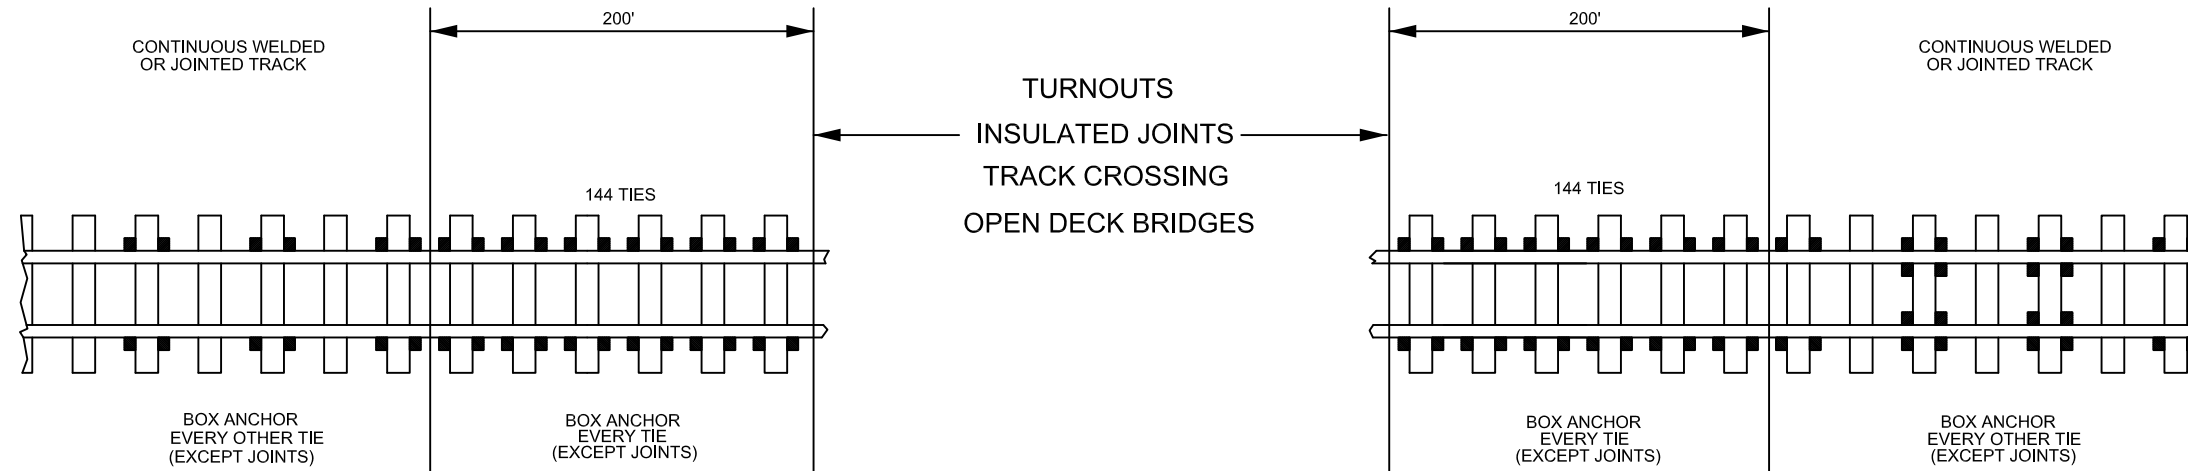 CONTINUOUS WELDED
OR JOINTED TRACK
200'
TURNOUTS
INSULATED JOINTS
TRACK CROSSING
OPEN DECK BRIDGES
200'
CONTINUOUS WELDED
OR JOINTED TRACK
144 TIES
144 TIES
BOX ANCHOR
EVERY OTHER TIE
(EXCEPT JOINTS)
BOX ANCHOR
EVERY TIE
(EXCEPT JOINTS)
BOX ANCHOR
EVERY TIE
(EXCEPT JOINTS)
BOX ANCHOR
EVERY OTHER TIE
(EXCEPT JOINTS)